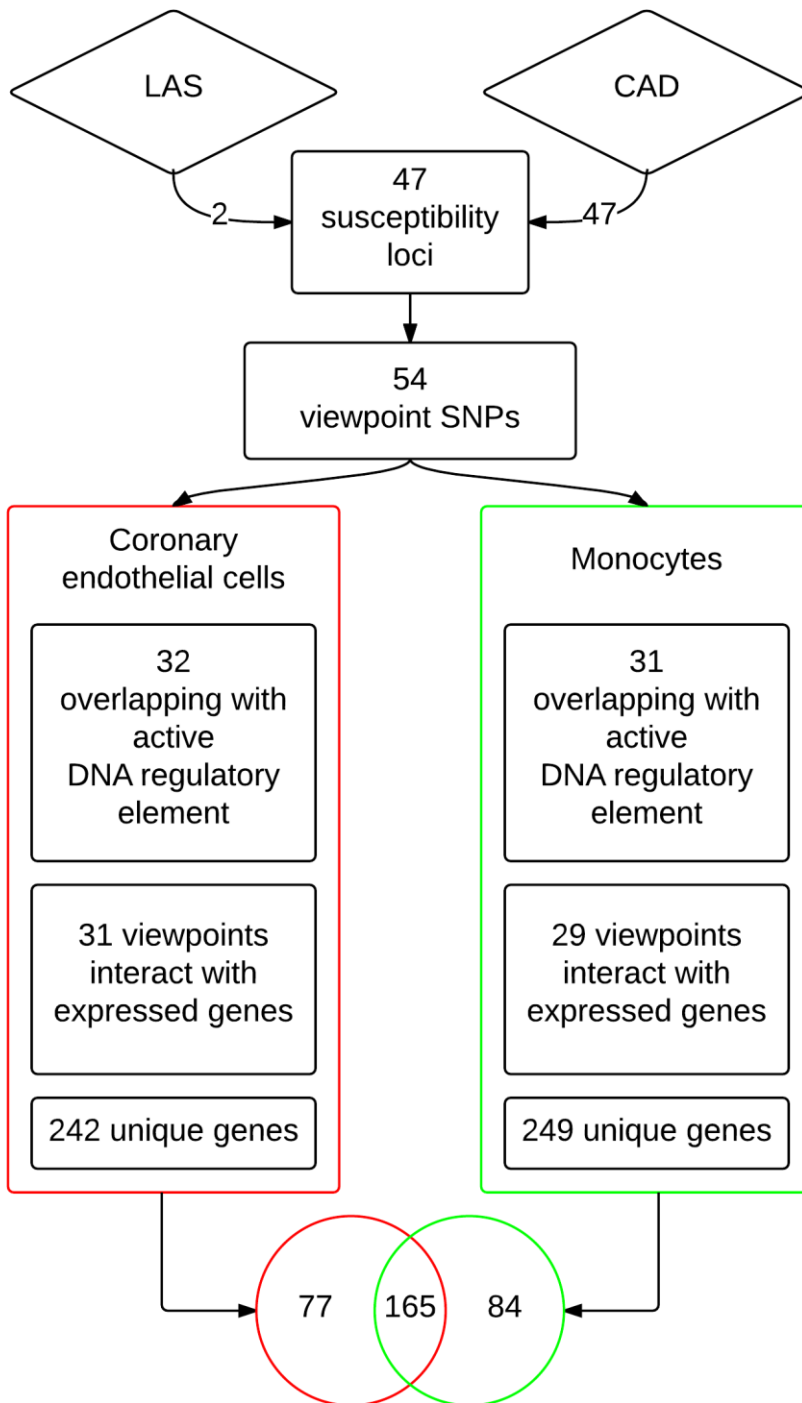 LAS
CAD
2
47
susceptibility
loci
47
54
viewpoint SNPs
Coronary
endothelial cells
32
overlapping with
active
DNA regulatory
element
31 viewpoints
interact with
expressed genes
242 unique genes
Monocytes
31
overlapping with
active
DNA regulatory
element
29 viewpoints
interact with
expressed genes
249 unique genes
77
165
84